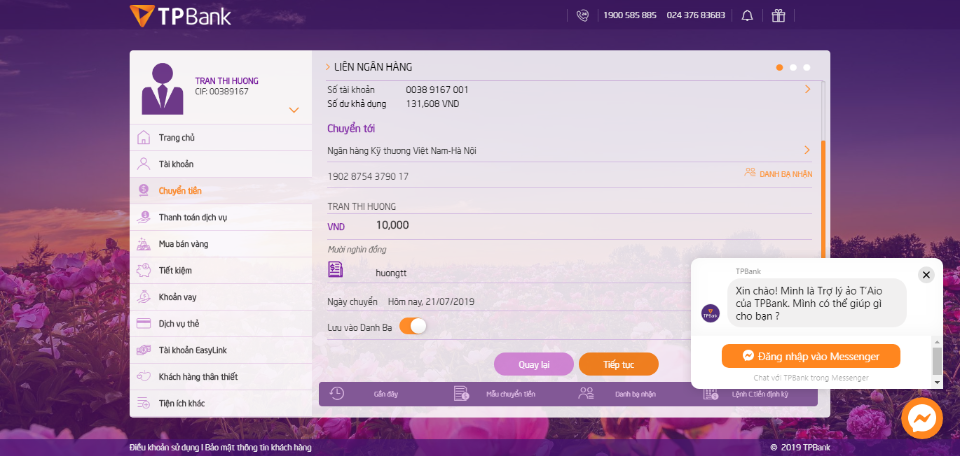 TPBank
1900 585 885 024 376 83683
TRAN THI HUONG
CIF: 00389167
Trang chủ
Tài khoản
Chuyển tiền
Thanh toán dịch vụ
Mua bán vàng
Tiết kiệm
Khoản vay
Dịch vụ thẻ
Tài khoản EasyLink
Khách hàng thân thiết
Tiện ích khác
LIÊN NGÂN HÀNG
Số tài khoản 0038 9167 001
Số dư khả dụng 131,608 VND
Chuyển tới
Ngân hàng Kỹ thương Việt Nam-Hà Nội
1902 8754 3790 17 DANH BẠ NHẬN
TRAN THI HUONG
VND 10,000
Mười nghìn đồng
huongtt
Ngày chuyển Hôm nay, 21/07/2019
Lưu vào Danh Bạ
Quay lại Tiếp tục
Gần đây Mẫu chuyển tiền Danh bạ nhận Lệnh C.tiền định kỳ
TPBank
Xin chào! Mình là Trợ lý ảo T'Aio
của TPBank. Mình có thể giúp gì
cho bạn ?
TPBank
Đăng nhập vào Messenger
Chat với TPBank trong Messenger
Điều khoản sử dụng | Bảo mật thông tin khách hàng
© 2019 TPBank